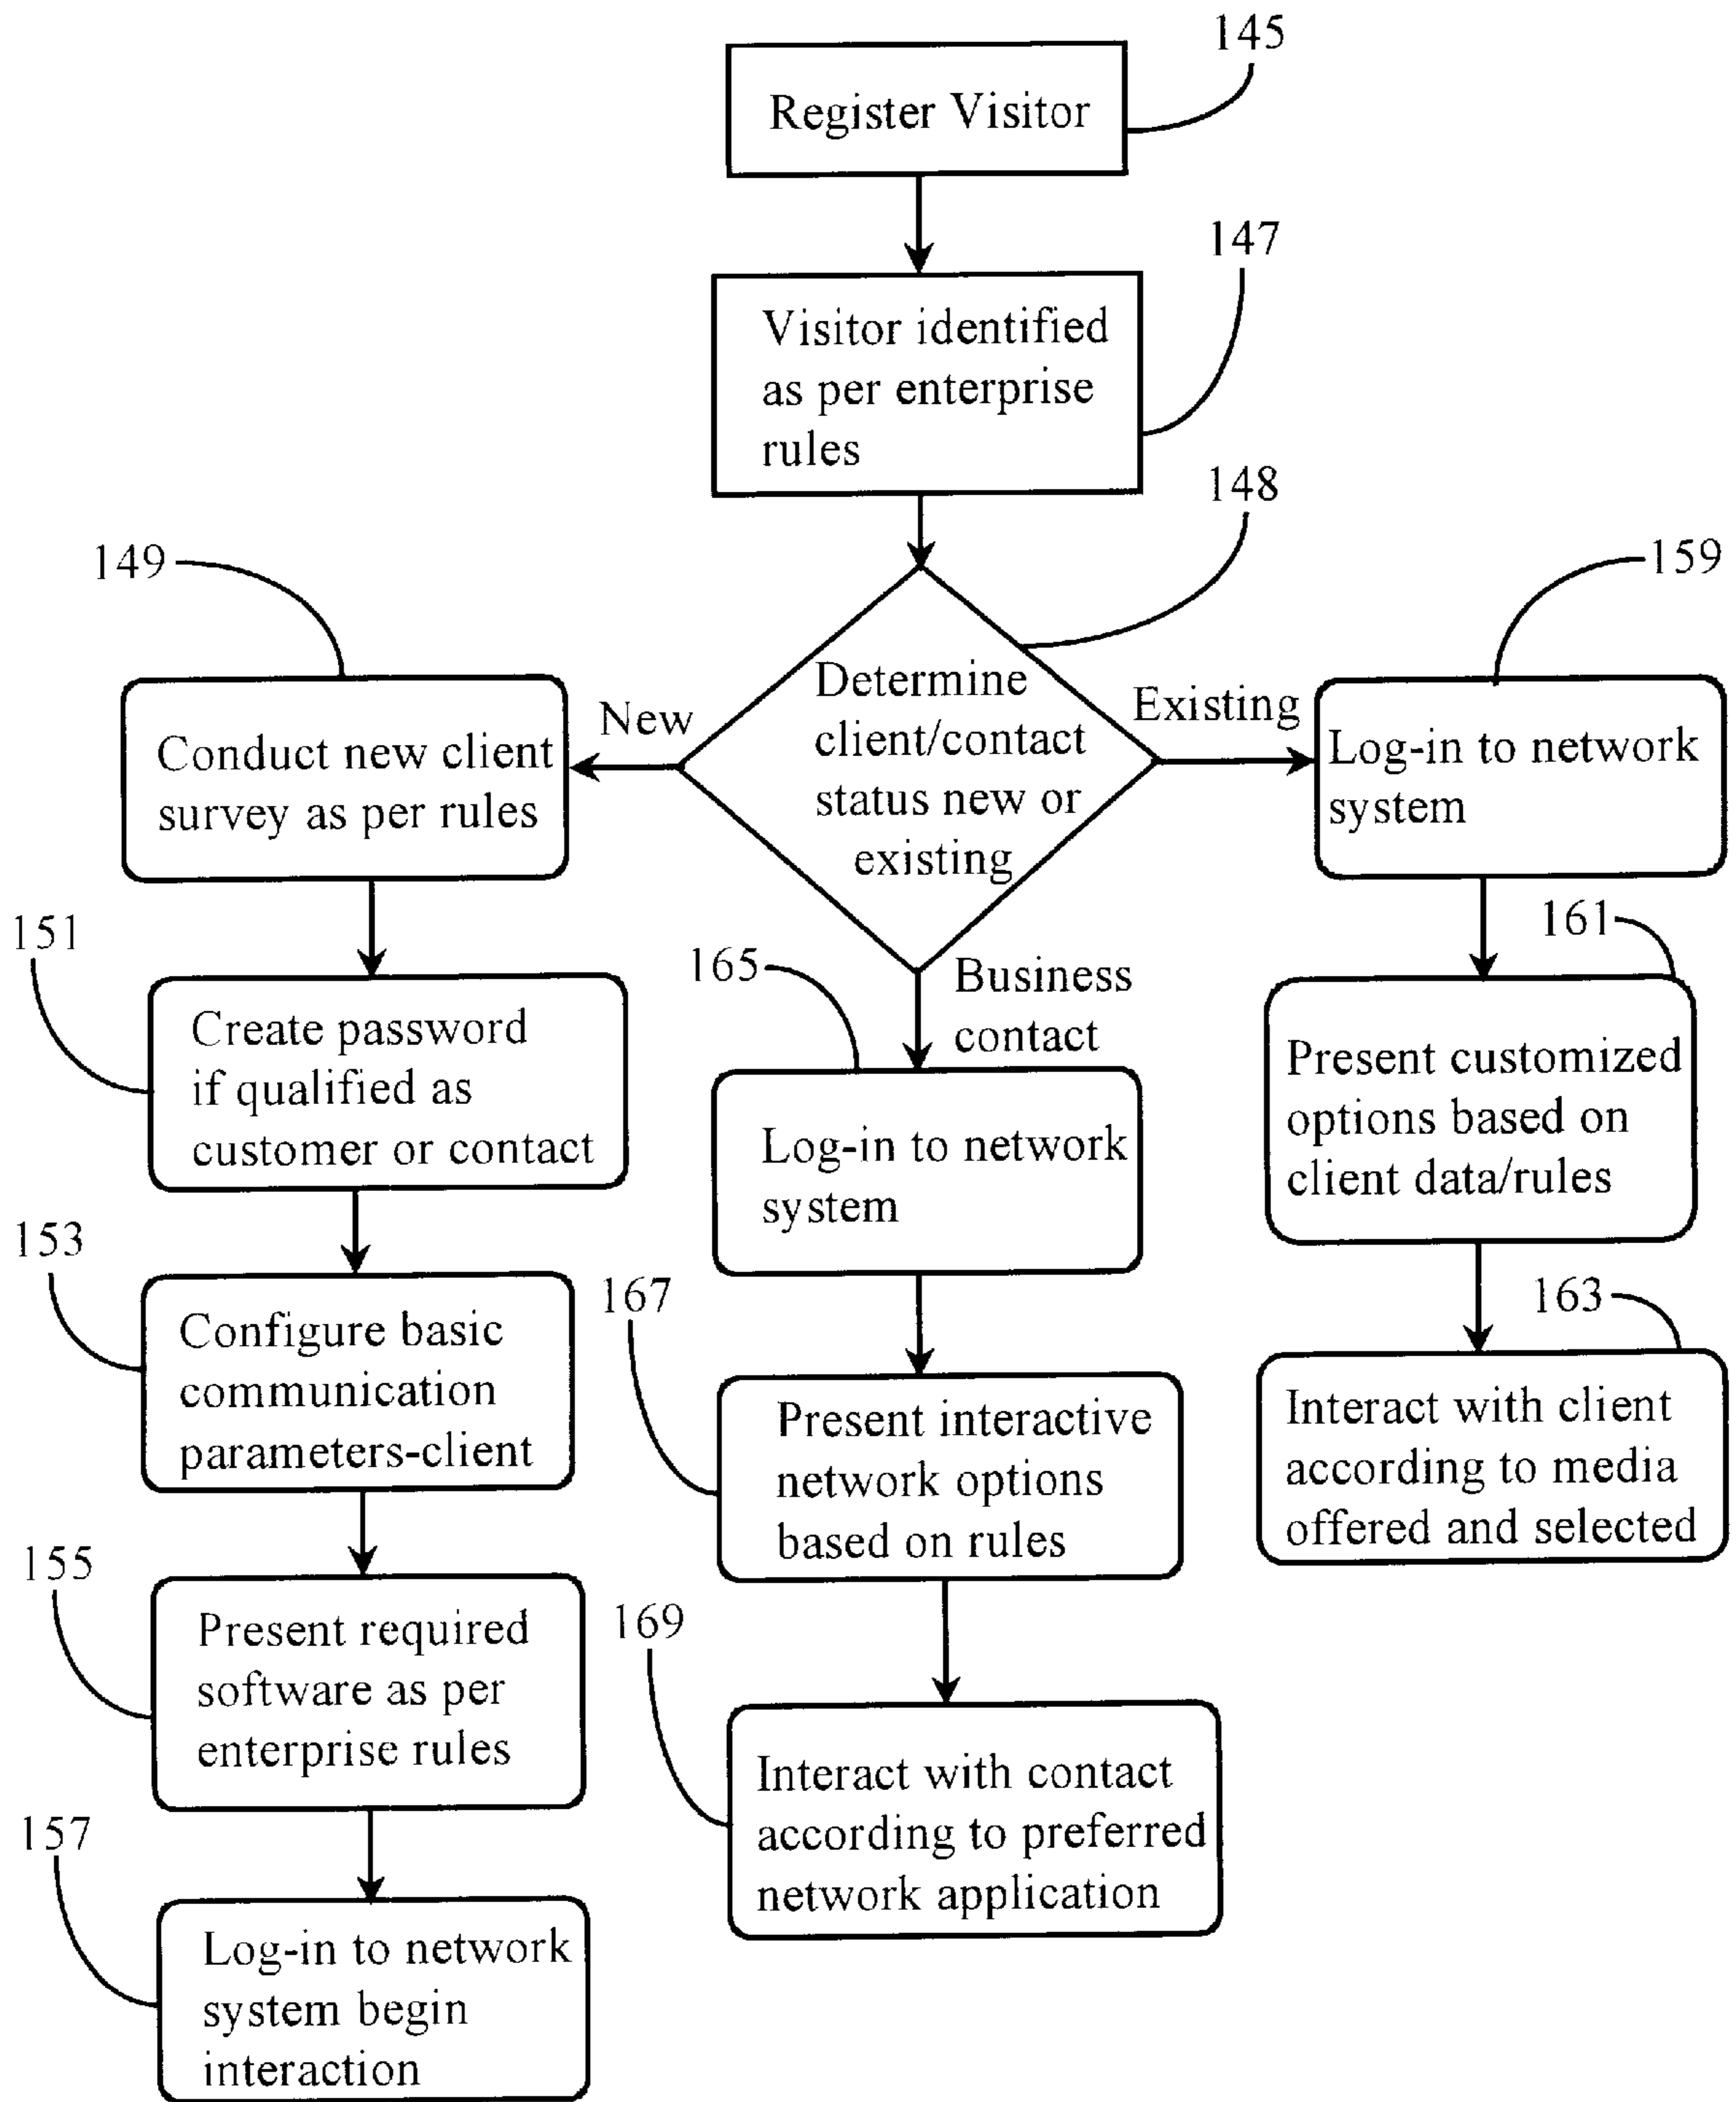 145
Register Visitor
147
Visitor identified
as per enterprise
rules
148
Determine
client/contact
status new or
existing
New
Existing
Business
contact
149
Conduct new client
survey as per rules
151
Create password
if qualified as
customer or contact
153
Configure basic
communication
parameters-client
155
Present required
software as per
enterprise rules
157
Log-in to network
system begin
interaction
165
Log-in to network
system
167
Present interactive
network options
based on rules
169
Interact with contact
according to preferred
network application
159
Log-in to network
system
161
Present customized
options based on
client data/rules
163
Interact with client
according to media
offered and selected